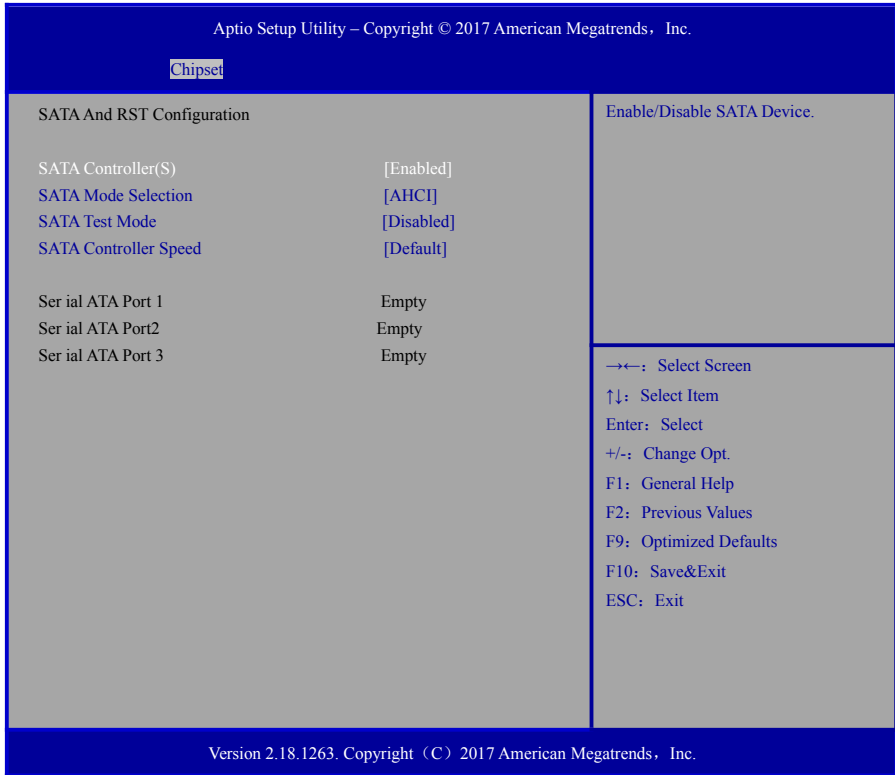 Aptio Setup Utility – Copyright © 2017 American Megatrends，Inc.
Chipset
SATA And RST Configuration
SATA Controller(S) [Enabled]
SATA Mode Selection [AHCI]
SATA Test Mode [Disabled]
SATA Controller Speed [Default]
Ser ial ATA Port 1 Empty
Ser ial ATA Port2 Empty
Ser ial ATA Port 3 Empty
Enable/Disable SATA Device.
→←：Select Screen
↑↓：Select Item
Enter：Select
+/-：Change Opt.
F1：General Help
F2：Previous Values
F9：Optimized Defaults
F10：Save&Exit
ESC：Exit
Version 2.18.1263. Copyright（C）2017 American Megatrends，Inc.